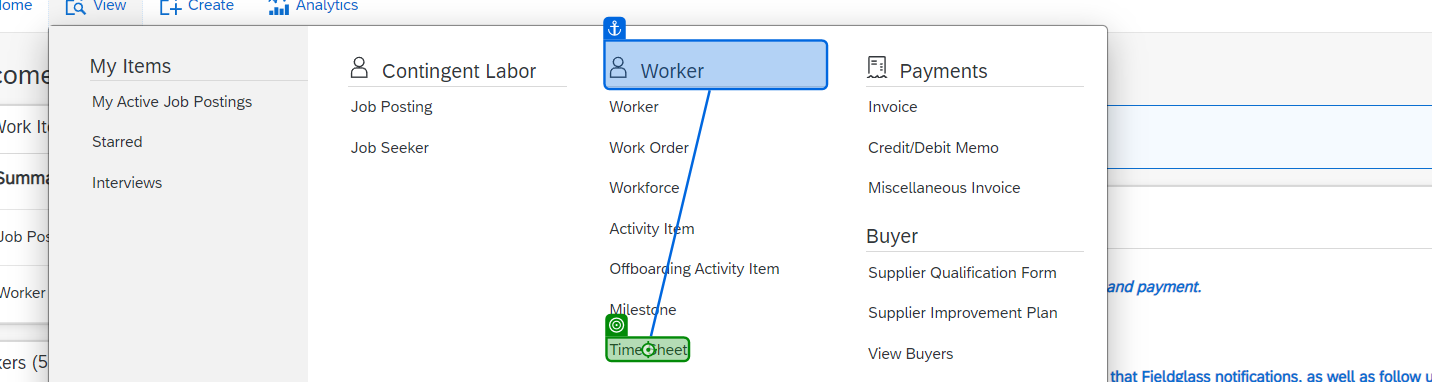 ome View Create Analytics
come
My Items
My Active Job Postings
Starred
Interviews
Contingent Labor
Job Posting
Job Seeker
Worker
Worker
Work Order
Workforce
Activity Item
Offboarding Activity Item
Milestone
Time Sheet
Payments
Invoice
Credit/Debit Memo
Miscellaneous Invoice
Buyer
Supplier Qualification Form
Supplier Improvement Plan
View Buyers
Work Ite
Summa
Job Pos
Worker
kers (5
and payment.
that Fieldglass notifications, as well as follow u